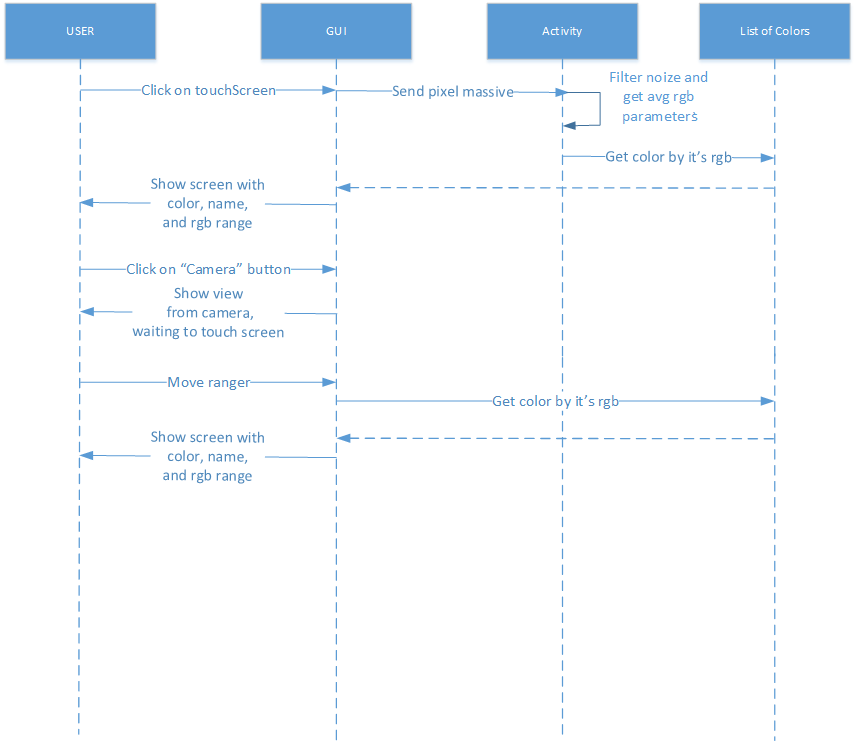 USER
GUI
Activity
List of Colors
Click on touchScreen
Send pixel massive
Filter noize and
get avg rgb
parameters
Get color by it's rgb
Show screen with
color, name,
and rgb range
Click on “Camera” button
Show view
from camera,
waiting to touch screen
Move ranger
Get color by it's rgb
Show screen with
color, name,
and rgb range